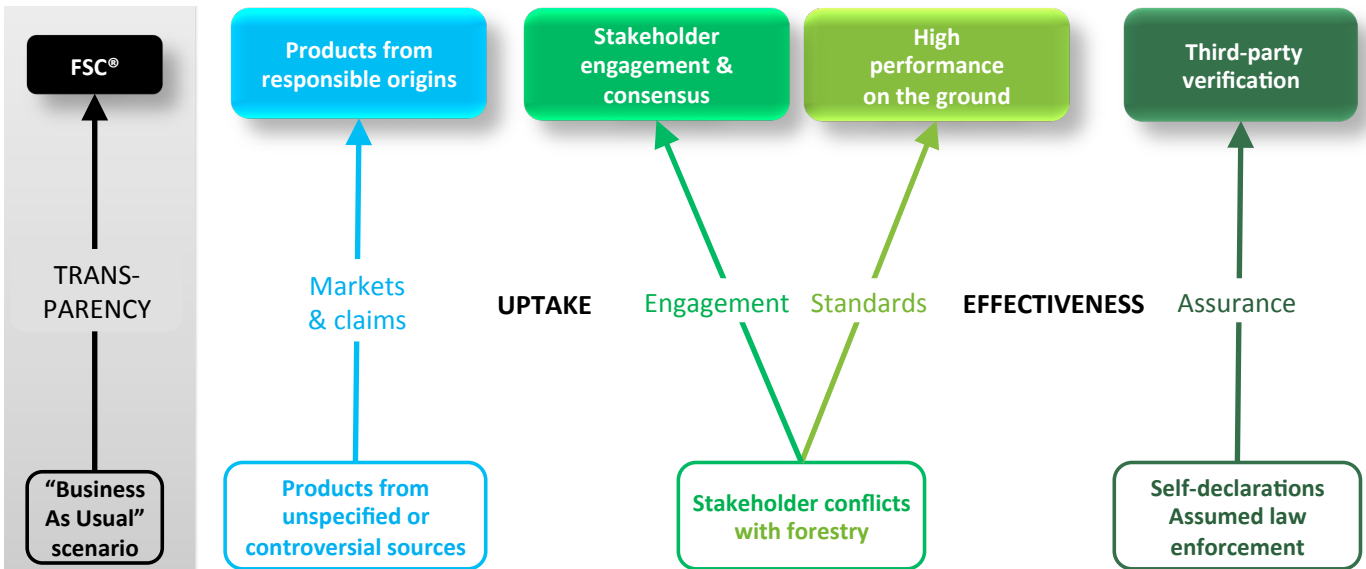 FSC®
Products from
responsible origins
Stakeholder
engagement &
consensus
High
performance
on the ground
Third-party
verification
TRANS-
PARENCY
Markets
& claims
UPTAKE
Engagement
Standards
EFFECTIVENESS
Assurance
“Business
As Usual”
scenario
Products from
unspecified or
controversial sources
Stakeholder conflicts
with forestry
Self-declarations
Assumed law
enforcement